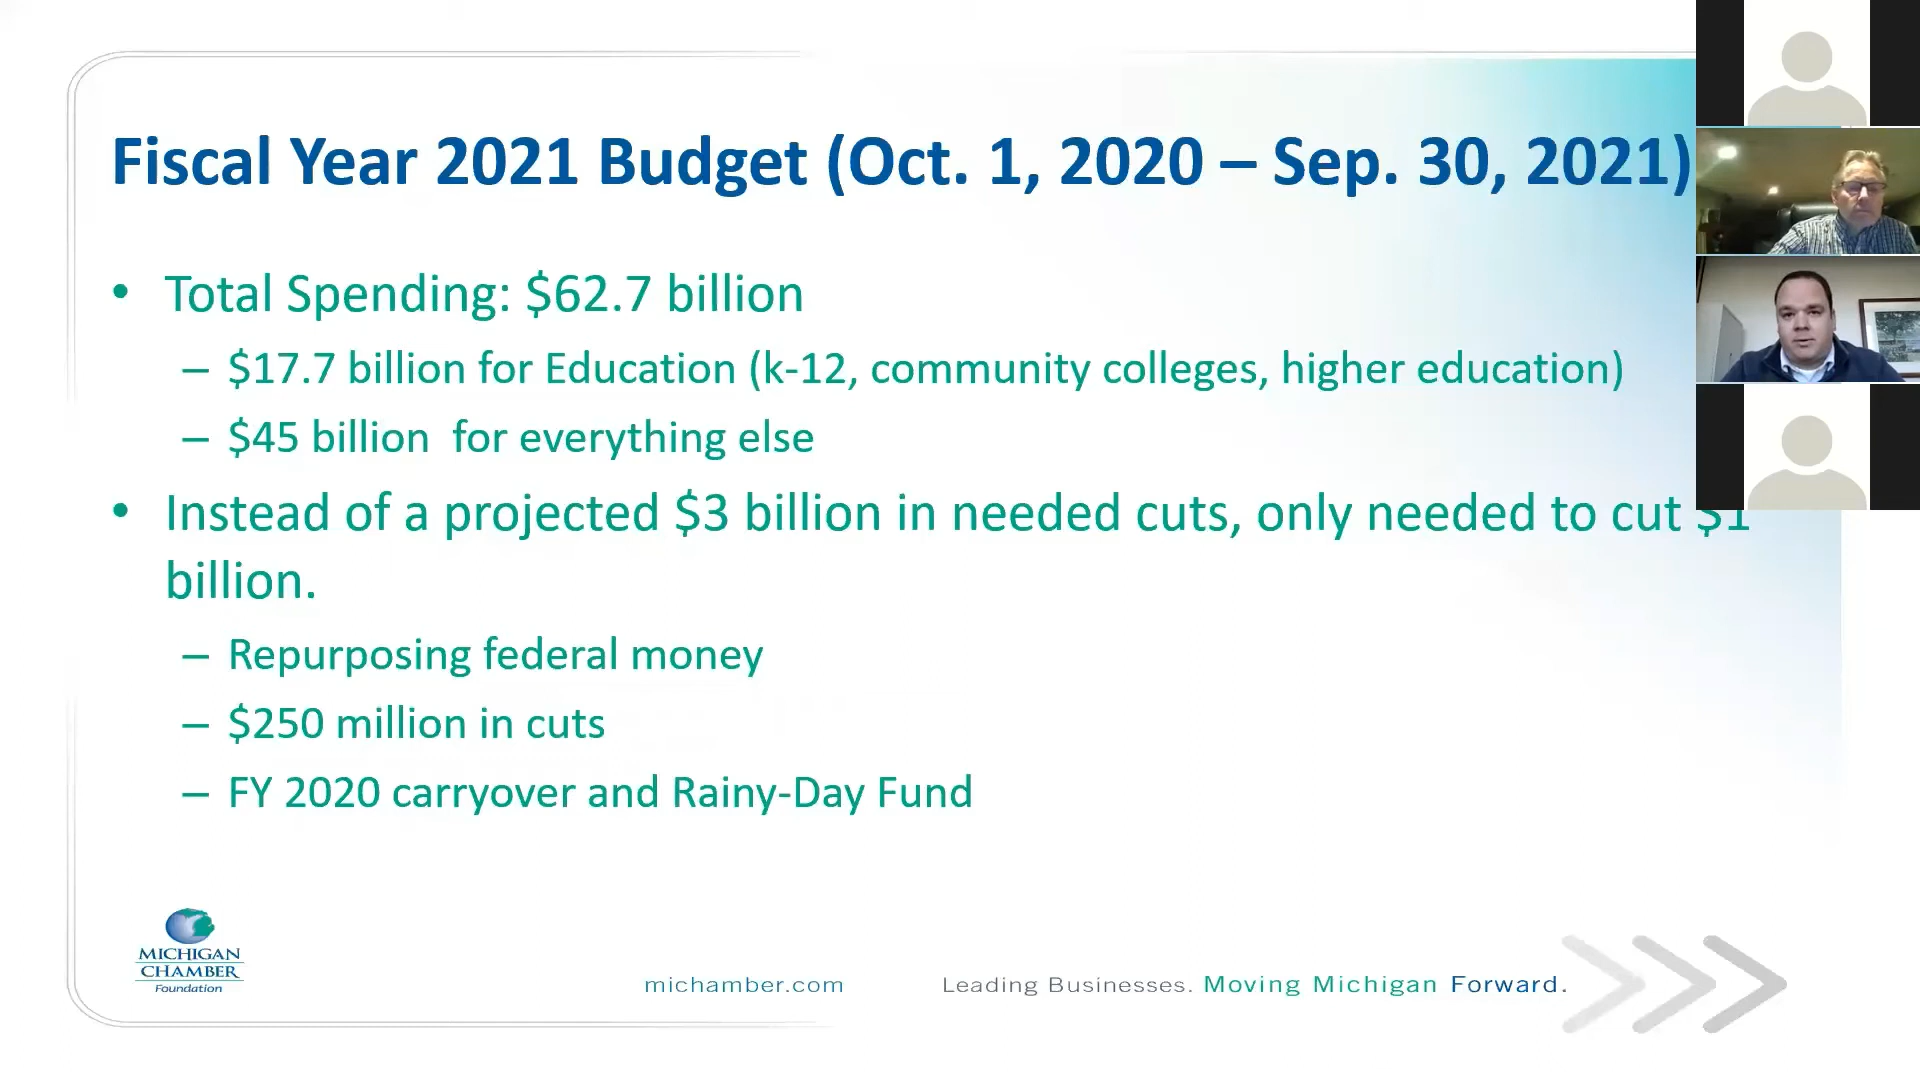 Fiscal Year 2021 Budget (Oct. 1, 2020 – Sep. 30, 2021)
• Total Spending: $62.7 billion
– $17.7 billion for Education (k-12, community colleges, higher education)
– $45 billion for everything else
• Instead of a projected $3 billion in needed cuts, only needed to cut $1
billion.
– Repurposing federal money
– $250 million in cuts
– FY 2020 carryover and Rainy-Day Fund
MICHIGAN
CHAMBER
Foundation
michamber.com
Leading Businesses. Moving Michigan Forward.